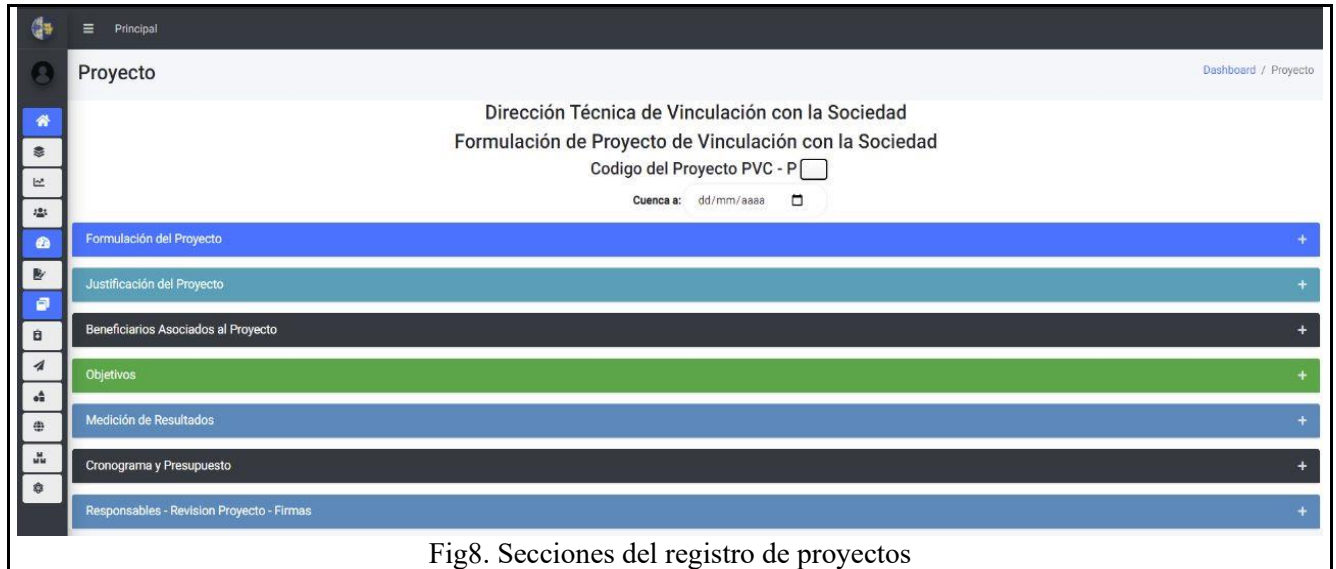 Principal
Proyecto
Dashboard / Proyecto
Dirección Técnica de Vinculación con la Sociedad
Formulación de Proyecto de Vinculación con la Sociedad
Codigo del Proyecto PVC - P
Cuenca a: dd/mm/aaaa
Formulación del Proyecto +
Justificación del Proyecto +
Beneficiarios Asociados al Proyecto +
Objetivos +
Medición de Resultados +
Cronograma y Presupuesto +
Responsables - Revision Proyecto - Firmas +
Fig8. Secciones del registro de proyectos